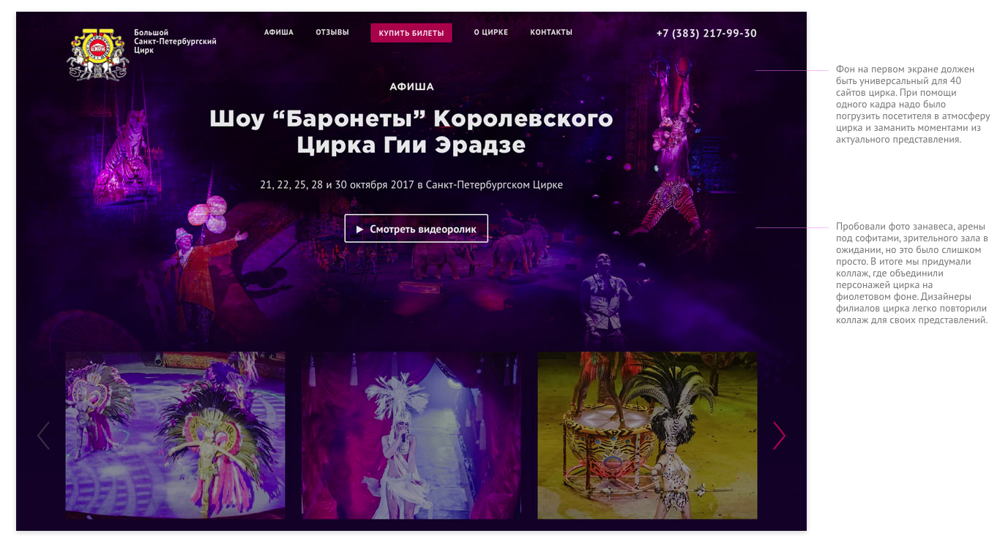 Большой
Санкт-Петербургский
Цирк
АФИША
ОТЗЫВЫ
КУПИТЬ БИЛЕТЫ
О ЦИРКЕ
КОНТАКТЫ
+7 (383) 217-99-30
АФИША
Шоу “Баронеты” Королевского
Цирка Гии Эрадзе
21, 22, 25, 28 и 30 октября 2017 в Санкт-Петербургском Цирке
Смотреть видеоролик
Фон на первом экране должен
быть универсальный для 40
сайтов цирка. При помощи
одного кадра надо было
погрузить посетителя в атмосферу
цирка и заманить моментами из
актуального представления.
Пробовали фото занавеса, арены
под софитами, зрительного зала в
ожидании, но это было слишком
просто. В итоге мы придумали
коллаж, где объединили
персонажей цирка на
фиолетовом фоне. Дизайнеры
филиалов цирка легко повторили
коллаж для своих представлений.